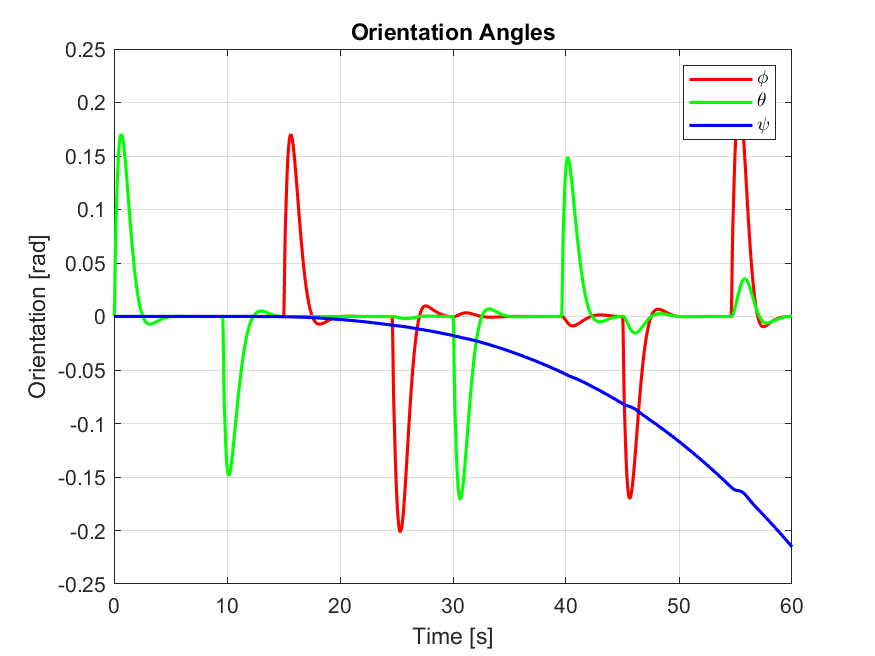 Orientation Angles
0.25
0.2
0.15
0.1
0.05
0
-0.05
-0.1
-0.15
-0.2
-0.25
Orientation [rad]
0 10 20 30 40 50 60
Time [s]
ϕ
θ
ψ